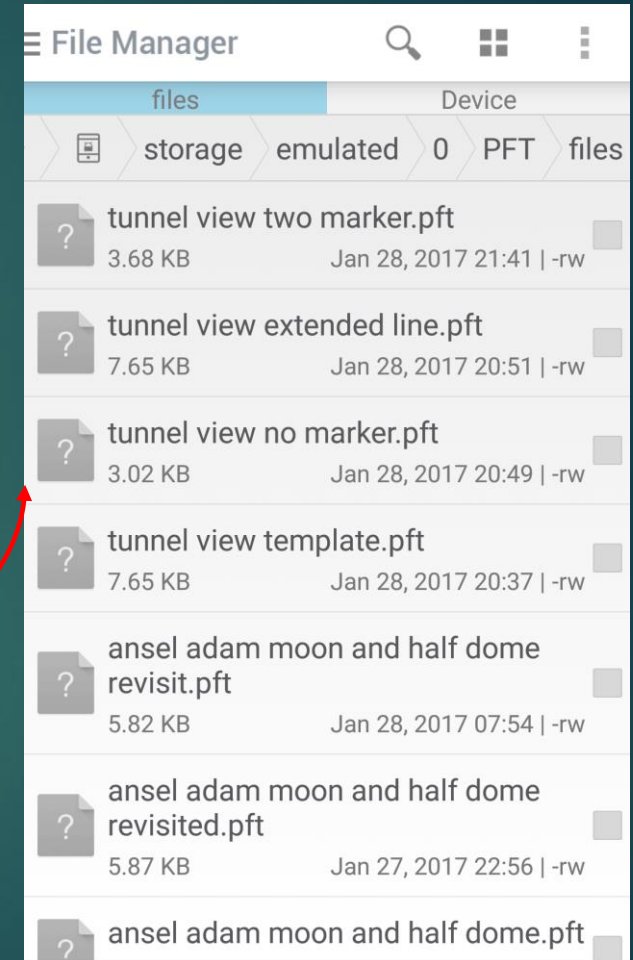 File Manager
files Device
storage emulated 0 PFT files
? tunnel view two marker.pft
3.68 KB Jan 28, 2017 21:41 | -rw
? tunnel view extended line.pft
7.65 KB Jan 28, 2017 20:51 | -rw
? tunnel view no marker.pft
3.02 KB Jan 28, 2017 20:49 | -rw
? tunnel view template.pft
7.65 KB Jan 28, 2017 20:37 | -rw
ansel adam moon and half dome
? revisit.pft
5.82 KB Jan 28, 2017 07:54 | -rw
ansel adam moon and half dome
? revisited.pft
5.87 KB Jan 27, 2017 22:56 | -rw
? ansel adam moon and half dome.pft